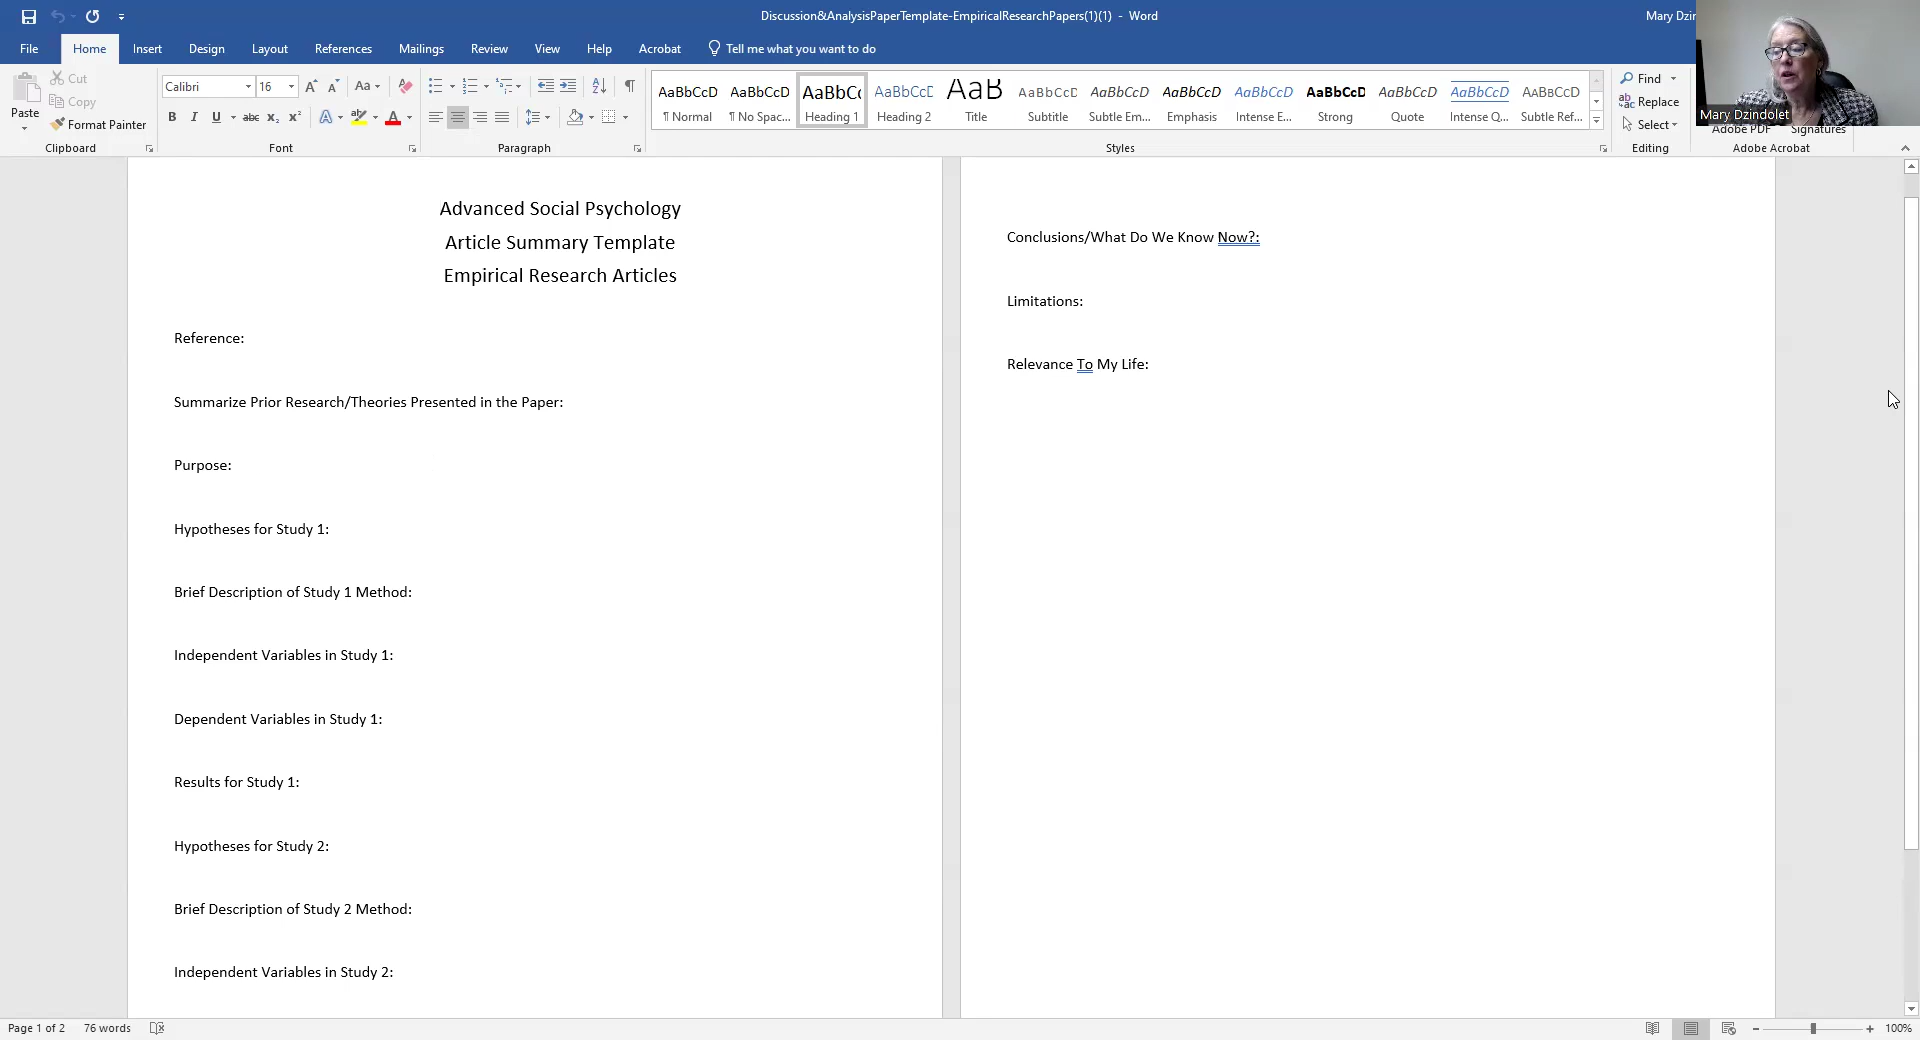 Discussion&AnalysisPaperTemplate-EmpiricalResearchPapers(1)(1) - Word
Mary Dzin
File Home Insert Design Layout References Mailings Review View Help Acrobat Tell me what you want to do
Cut
Copy
Paste
Format Painter
Clipboard
Calibri 16
Font
Paragraph
AaBbCcD AaBbCcD AaBbC AaBbCcD AaB AaBbCcD AaBbCcD AaBbCcD AaBbCcD AaBbCcD AaBbCcD AaBbCcD AaBbCcD
¶ Normal ¶ No Spac... Heading 1 Heading 2 Title Subtitle Subtle Em... Emphasis Intense E... Strong Quote Intense Q... Subtle Ref...
Styles
Find
Replace
Select
Editing
Mary Dzindolet
Adobe PDF Signatures
Adobe Acrobat
Advanced Social Psychology
Article Summary Template
Empirical Research Articles
Reference:
Summarize Prior Research/Theories Presented in the Paper:
Purpose:
Hypotheses for Study 1:
Brief Description of Study 1 Method:
Independent Variables in Study 1:
Dependent Variables in Study 1:
Results for Study 1:
Hypotheses for Study 2:
Brief Description of Study 2 Method:
Independent Variables in Study 2:
Conclusions/What Do We Know Now?:
Limitations:
Relevance To My Life:
Page 1 of 2 76 words
100%